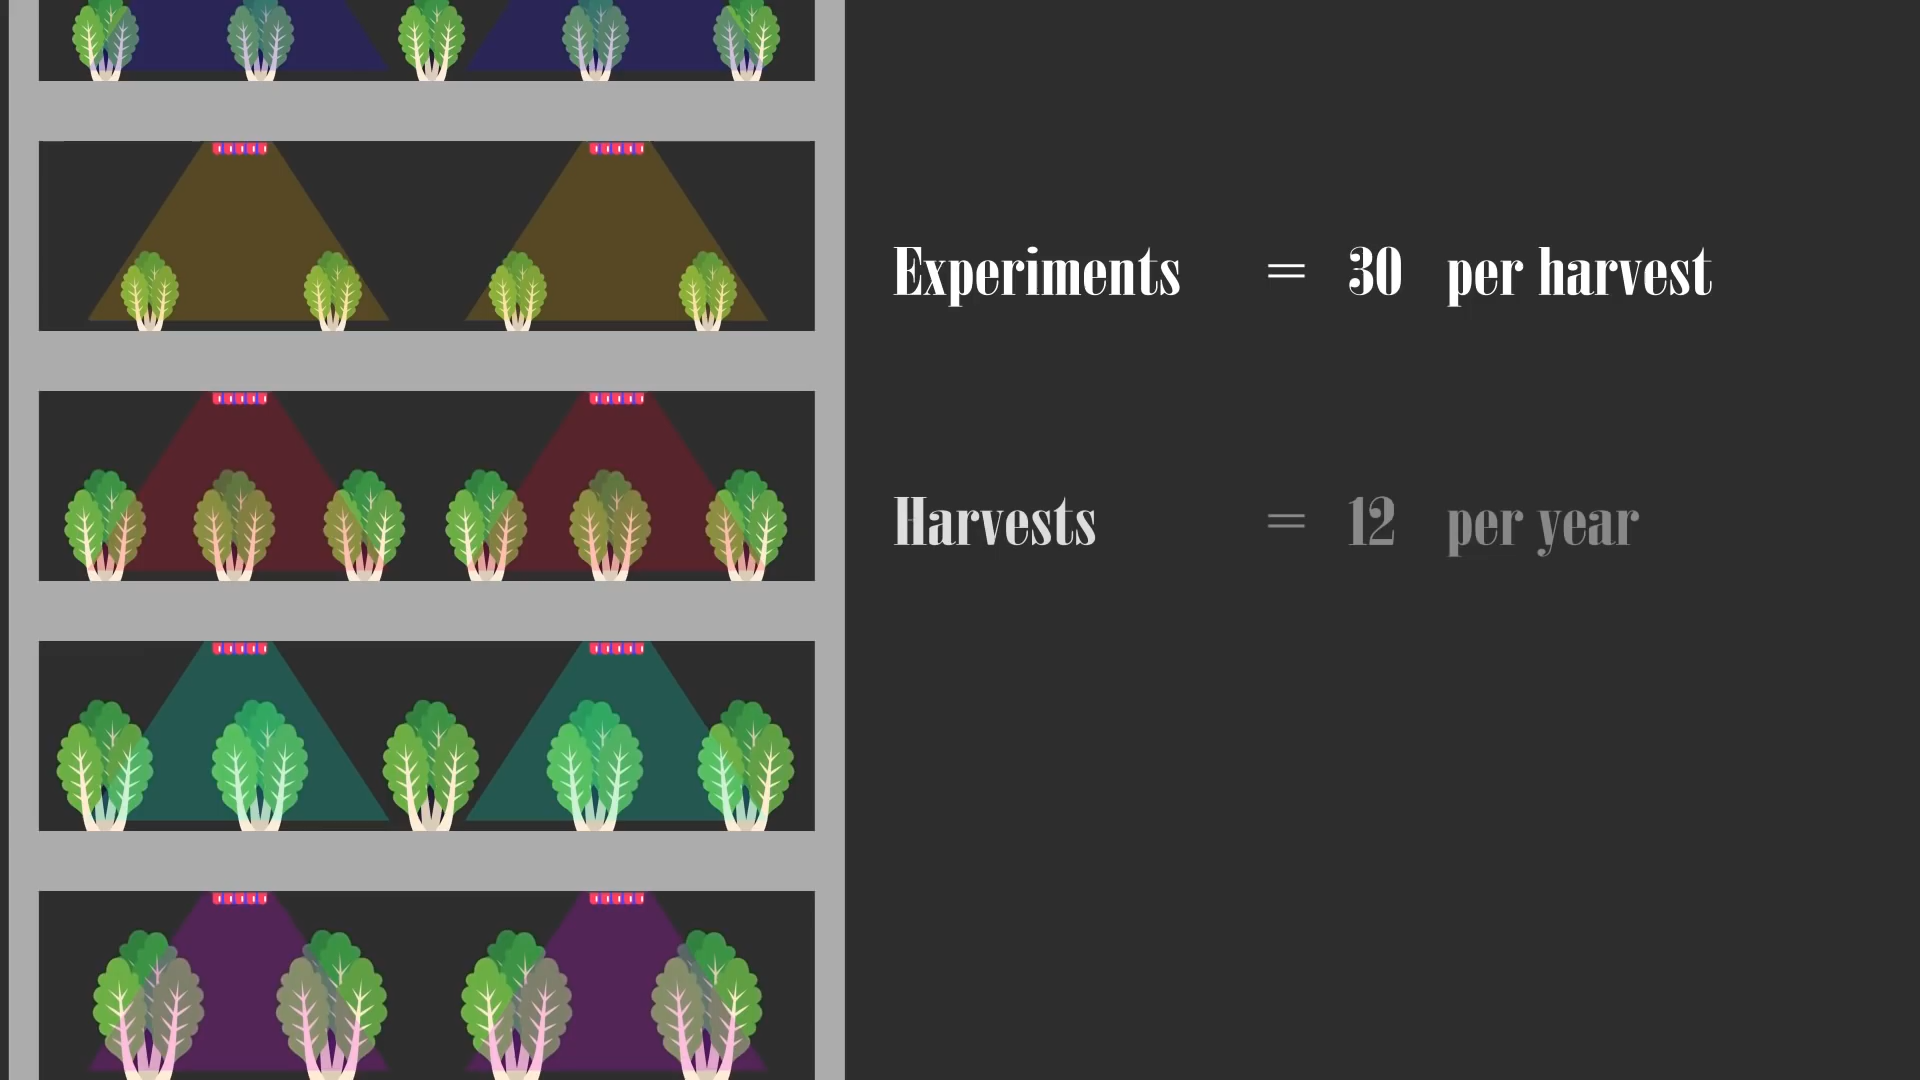 Experiments = 30 per harvest
Harvests = 12 per year